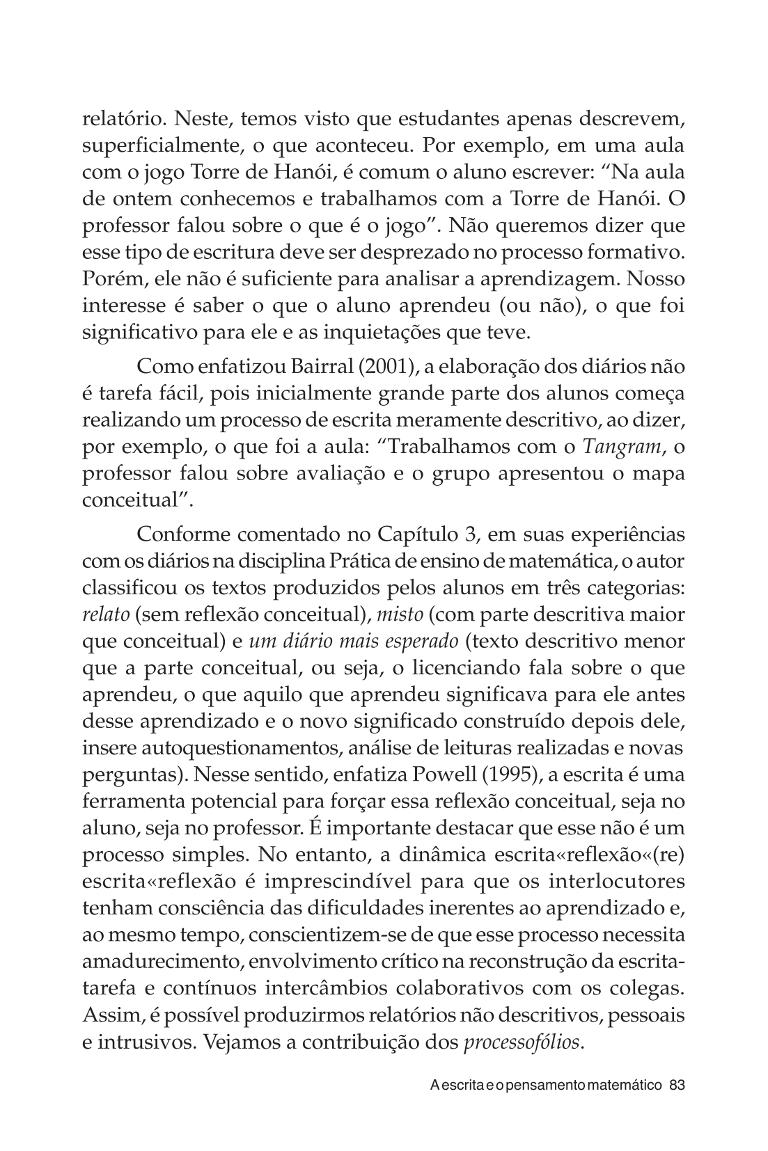 relatório. Neste, temos visto que estudantes apenas descrevem,
superficialmente, o que aconteceu. Por exemplo, em uma aula
com o jogo Torre de Hanói, é comum o aluno escrever: “Na aula
de ontem conhecemos e trabalhamos com a Torre de Hanói. O
professor falou sobre o que é o jogo”. Não queremos dizer que
esse tipo de escritura deve ser desprezado no processo formativo.
Porém, ele não é suficiente para analisar a aprendizagem. Nosso
interesse é saber o que o aluno aprendeu (ou não), o que foi
significativo para ele e as inquietações que teve.
Como enfatizou Bairral (2001), a elaboração dos diários não
é tarefa fácil, pois inicialmente grande parte dos alunos começa
realizando um processo de escrita meramente descritivo, ao dizer,
por exemplo, o que foi a aula: “Trabalhamos com o Tangram, o
professor falou sobre avaliação e o grupo apresentou o mapa
conceitual”.
Conforme comentado no Capítulo 3, em suas experiências
com os diários na disciplina Prática de ensino de matemática, o autor
classificou os textos produzidos pelos alunos em três categorias:
relato (sem reflexão conceitual), misto (com parte descritiva maior
que conceitual) e um diário mais esperado (texto descritivo menor
que a parte conceitual, ou seja, o licenciando fala sobre o que
aprendeu, o que aquilo que aprendeu significava para ele antes
desse aprendizado e o novo significado construído depois dele,
insere autoquestionamentos, análise de leituras realizadas e novas
perguntas). Nesse sentido, enfatiza Powell (1995), a escrita é uma
ferramenta potencial para forçar essa reflexão conceitual, seja no
aluno, seja no professor. É importante destacar que esse não é um
processo simples. No entanto, a dinâmica escrita«reflexão«(re)
escrita«reflexão é imprescindível para que os interlocutores
tenham consciência das dificuldades inerentes ao aprendizado e,
ao mesmo tempo, conscientizem-se de que esse processo necessita
amadurecimento, envolvimento crítico na reconstrução da escrita-
tarefa e contínuos intercâmbios colaborativos com os colegas.
Assim, é possível produzirmos relatórios não descritivos, pessoais
e intrusivos. Vejamos a contribuição dos processofólios.
A escrita e o pensamento matemático 83